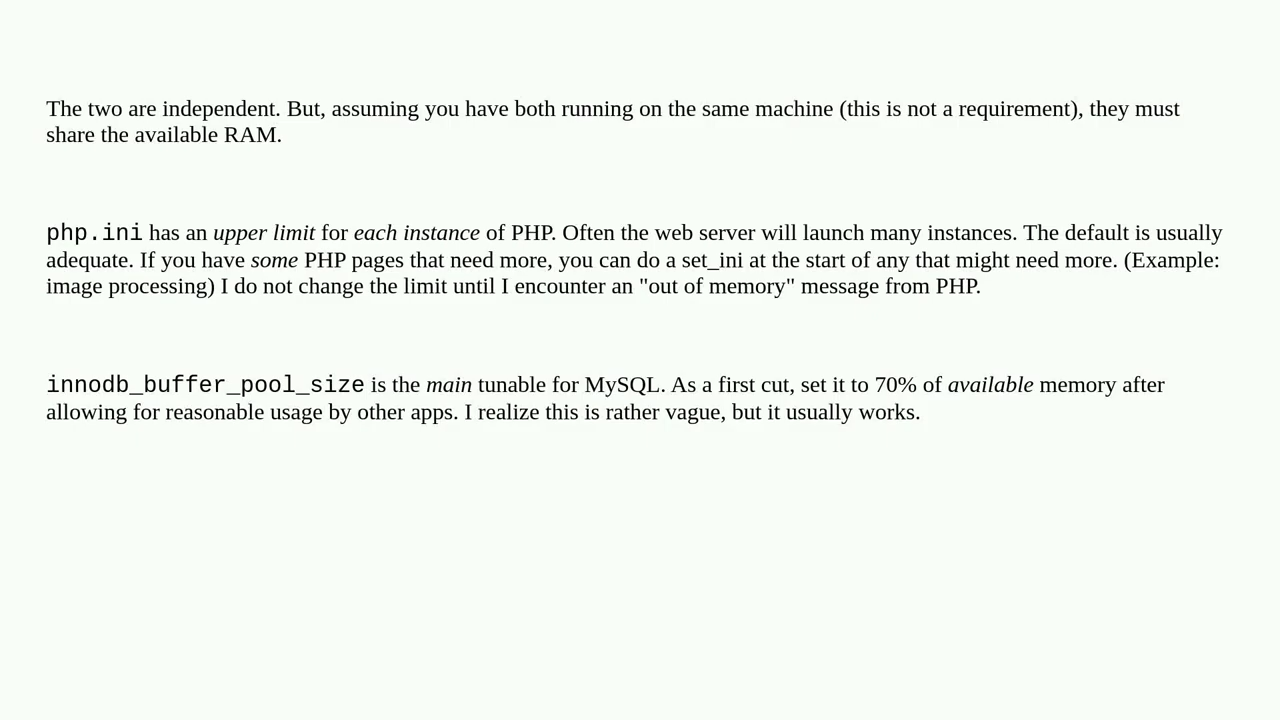 The two are independent. But, assuming you have both running on the same machine (this is not a requirement), they must
share the available RAM.
php.ini has an upper limit for each instance of PHP. Often the web server will launch many instances. The default is usually
adequate. If you have some PHP pages that need more, you can do a set_ini at the start of any that might need more. (Example:
image processing) I do not change the limit until I encounter an "out of memory" message from PHP.
innodb_buffer_pool_size is the main tunable for MySQL. As a first cut, set it to 70% of available memory after
allowing for reasonable usage by other apps. I realize this is rather vague, but it usually works.